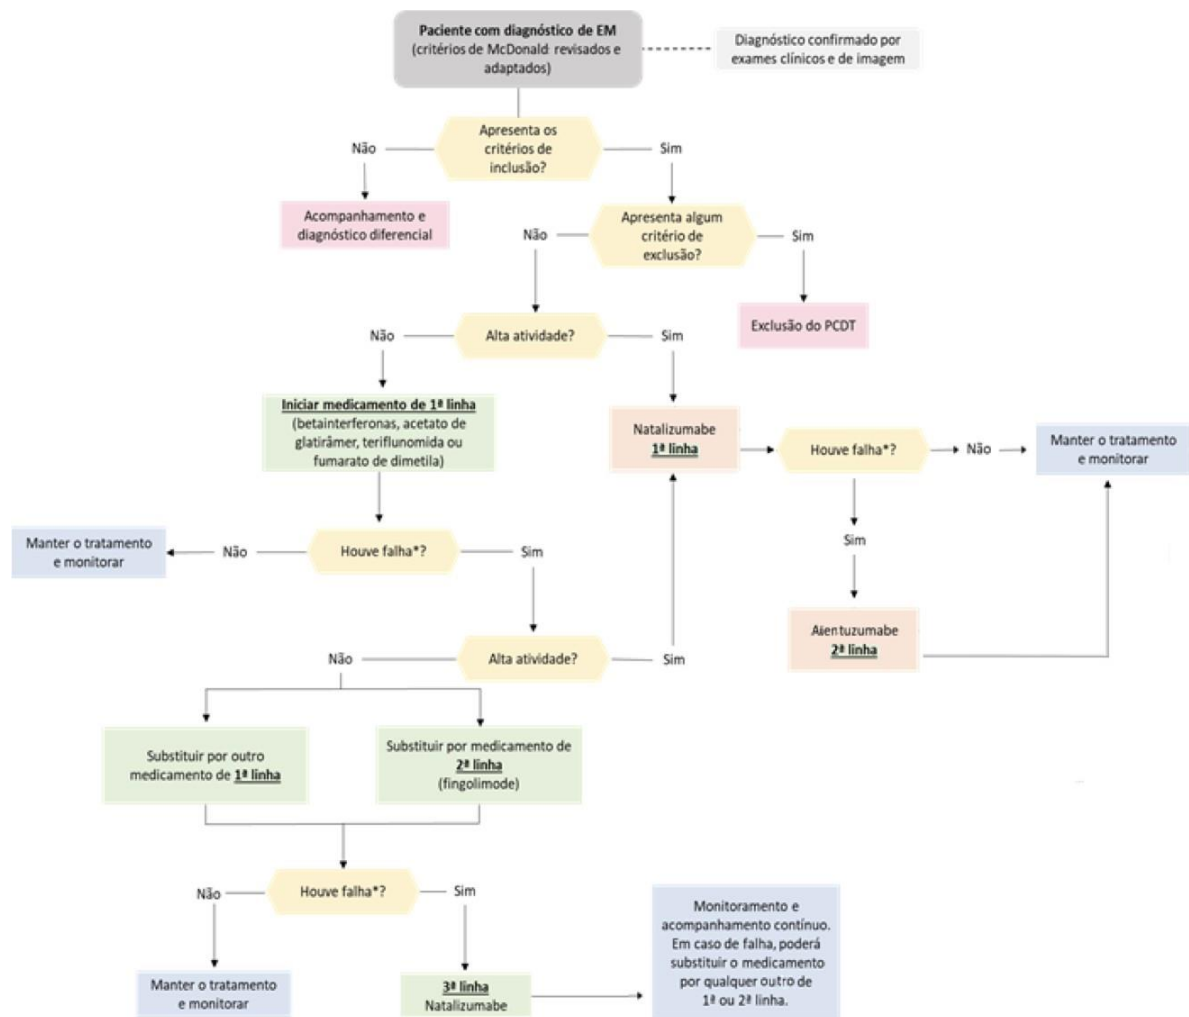 Paciente com diagnóstico de EM
(critérios de McDonald revisados e
adaptados)
Diagnóstico confirmado por
exames clínicos e de imagem
Apresenta os
critérios de
inclusão?
Não
Sim
Acompanhamento e
diagnóstico diferencial
Apresenta algum
critério de
exclusão?
Não
Sim
Exclusão do PCDT
Alta atividade?
Não
Sim
Iniciar medicamento de 1ª linha
(betainterferonas, acetato de
glatirâmer, teriflunomida ou
fumarato de dimetila)
Natalizumabe
1ª linha
Houve falha*?
Não
Manter o tratamento
e monitorar
Sim
Alentuzumabe
2ª linha
Manter o tratamento
e monitorar
Não
Houve falha*?
Sim
Alta atividade?
Não
Sim
Substituir por outro
medicamento de 1ª linha
Substituir por medicamento de
2ª linha
(fingolimode)
Houve falha*?
Não
Sim
Manter o tratamento
e monitorar
3ª linha
Natalizumabe
Monitoramento e
acompanhamento contínuo.
Em caso de falha, poderá
substituir o medicamento
por qualquer outro de
1ª ou 2ª linha.